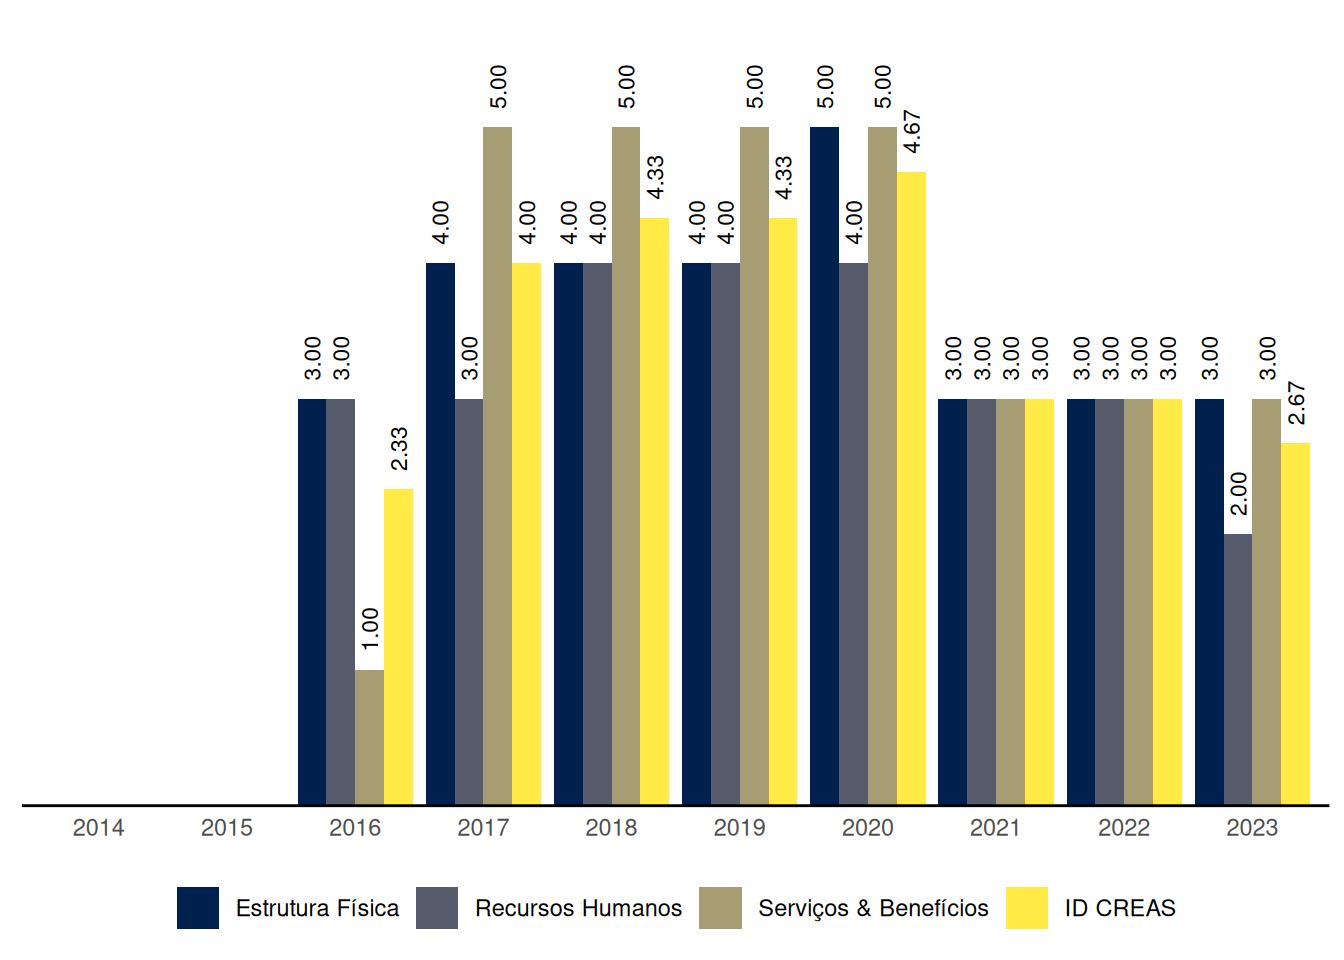 5.00 5.00 5.00 5.00 5.00
4.67
4.33 4.33
4.00 4.00 4.00 4.00 4.00 4.00 4.00
3.00 3.00 3.00 3.00 3.00 3.00 3.00 3.00 3.00 3.00 3.00 3.00 3.00
2.67
2.33
2.00
1.00
2014 2015 2016 2017 2018 2019 2020 2021 2022 2023
Estrutura Física Recursos Humanos Serviços & Benefícios ID CREAS